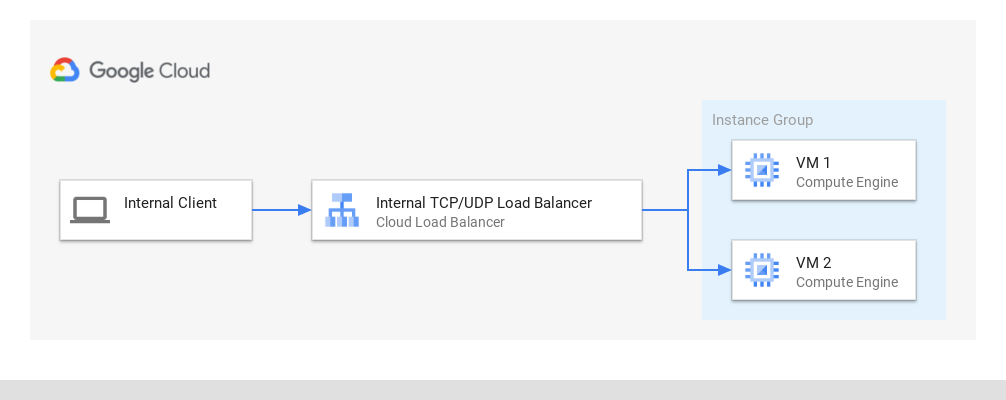 Google Cloud
Instance Group
VM 1
Compute Engine
Internal Client
Internal TCP/UDP Load Balancer
Cloud Load Balancer
VM 2
Compute Engine